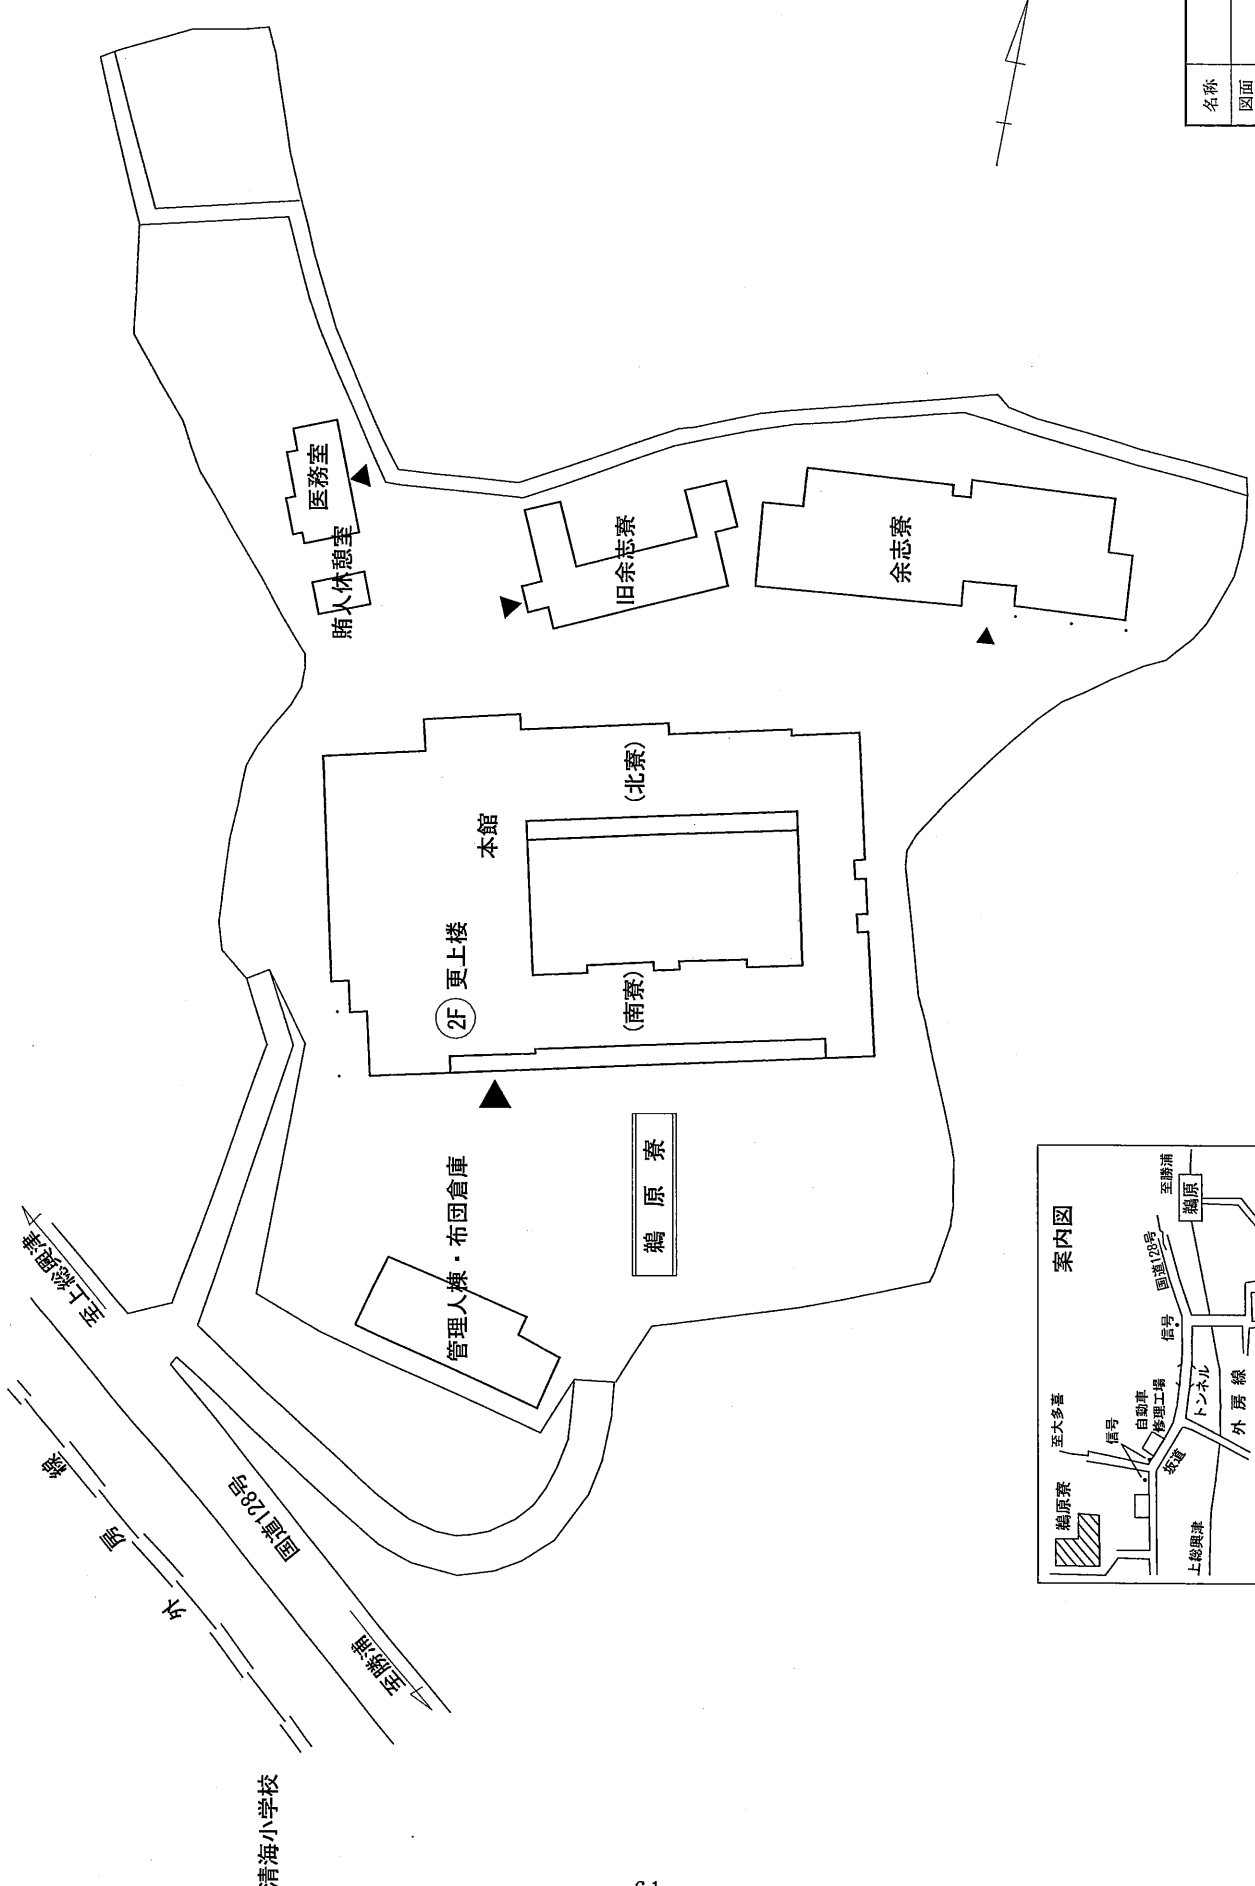 名称
図面
医務室
賄人休憩室
旧余志寮
余志寮
本館
(北寮)
2F 更上楼
(南寮)
鵜原寮
管理人棟・布団倉庫
至上総興津
外房線
国道128号
至勝浦
清海小学校
案内図
至勝浦
鵜原
国道128号
信号
至大多喜
信号
自動車
修理工場
トンネル
外房線
坂道
鵜原寮
上総興津